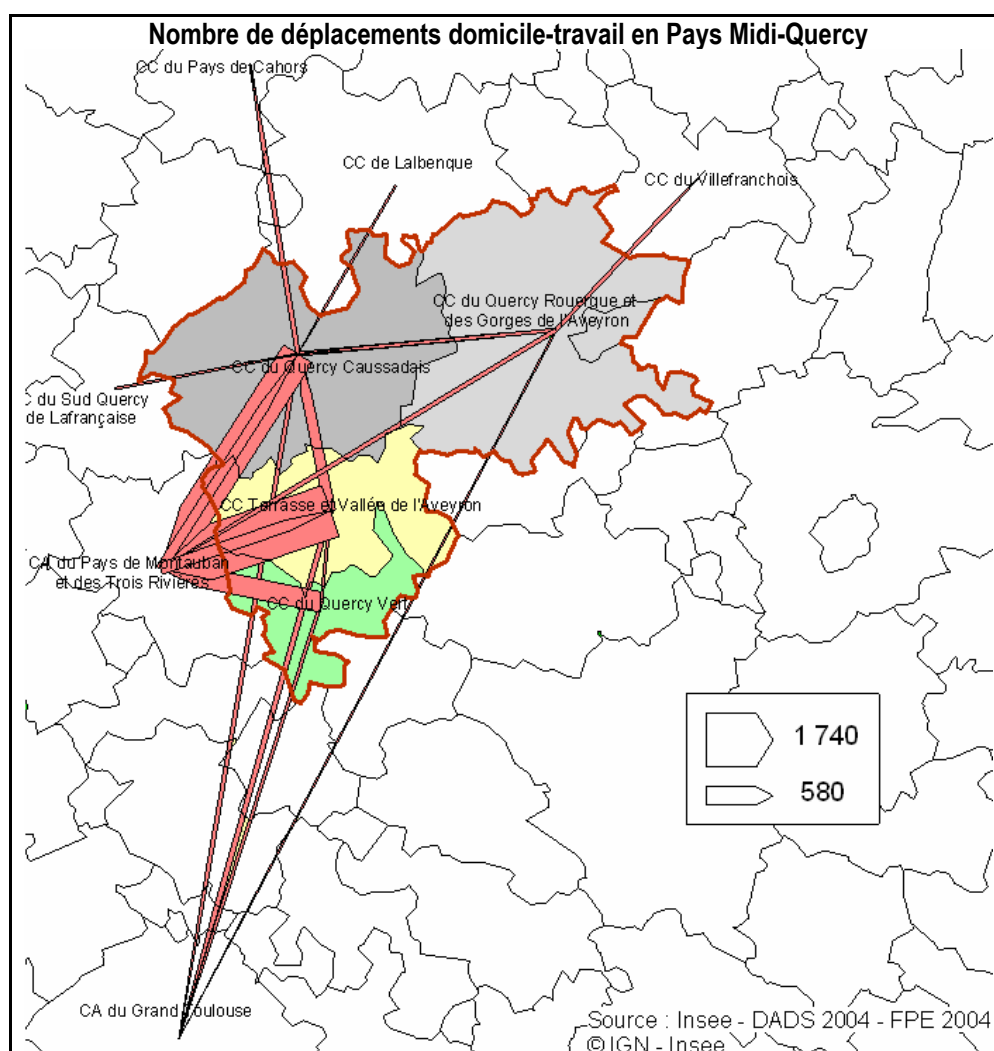 Nombre de déplacements domicile-travail en Pays Midi-Quercy
CC du Pays de Cahors
CC de Lalbenque
CC du Villefranchois
CC du Quercy Rouergue et
des Gorges de l'Aveyron
CC du Quercy Caussadais
du Sud Quercy
de Lafrançaise
CC Terrasse et Vallée de l'Aveyron
CA du Pays de Montauban
et des Trois Rivières
CC du Quercy Vert
1 740
580
CA du Grand Toulouse
Source : Insee - DADS 2004 - FPE 2004
© IGN - Insee